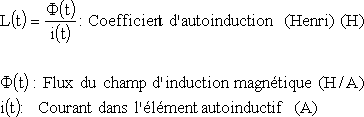 L(t) = Φ(t) / i(t) : Coefficient d'autoinduction (Henri) (H)
Φ(t) : Flux du champ d'induction magnétique (H/A)
i(t): Courant dans l'élément autoinductif (A)